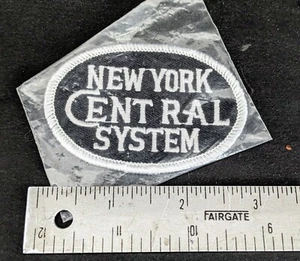 NEW YORK
CENTRAL
SYSTEM
1 2 3
FAIRGATE
12 11 10 9